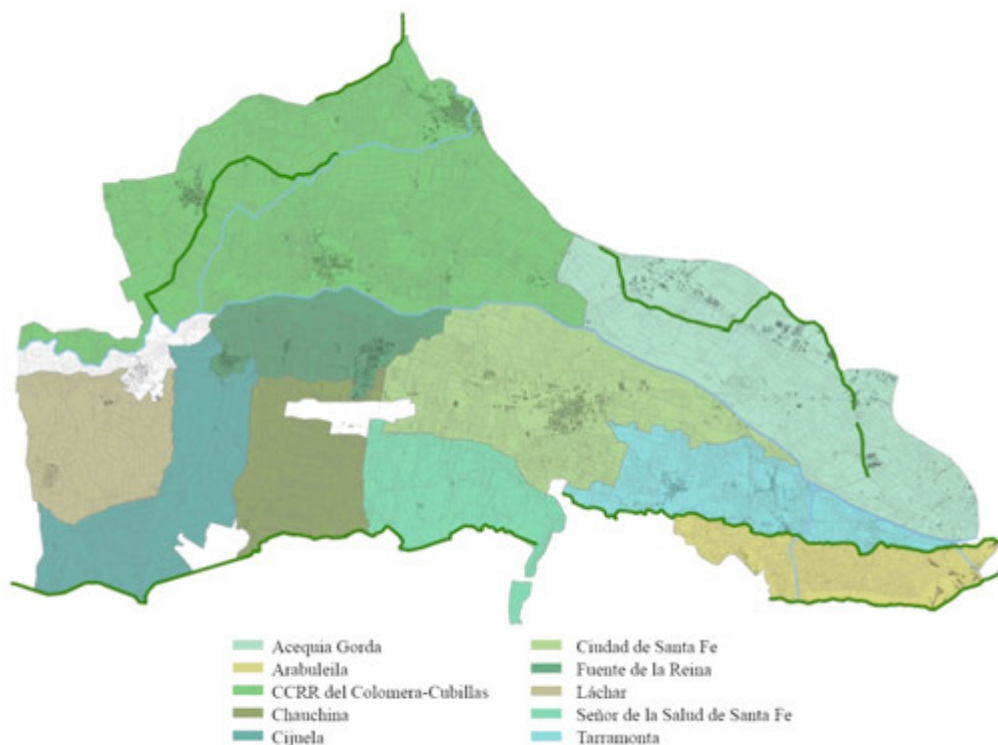 Acequia Gorda
Arabuleila
CCRR del Colomera-Cubillas
Chauchina
Cijuela
Ciudad de Santa Fe
Fuente de la Reina
Láchar
Señor de la Salud de Santa Fe
Tarramonta